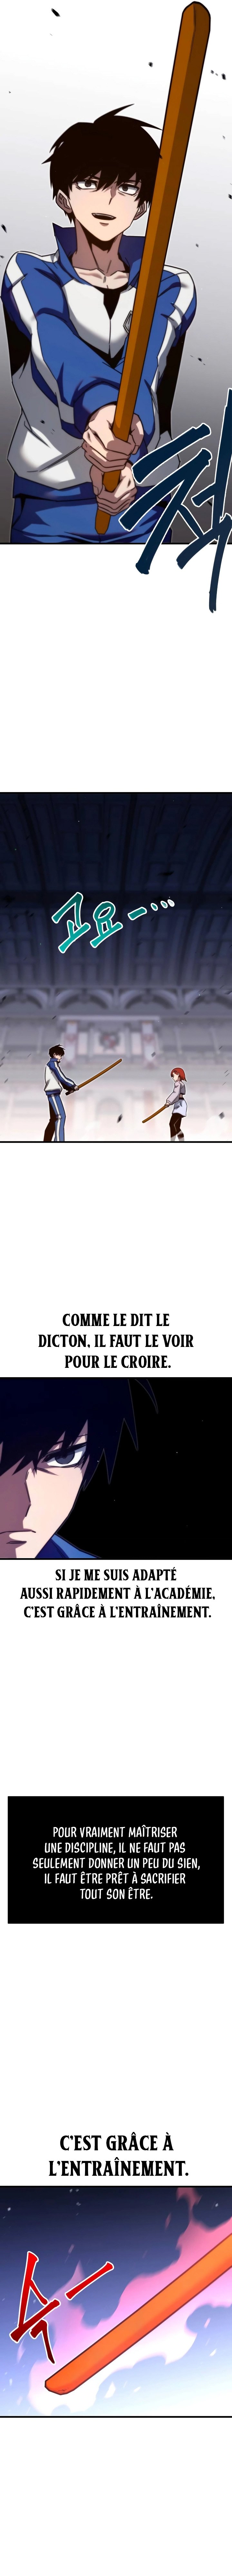 척
고요…
COMME LE DIT LE
DICTON, IL FAUT LE VOIR
POUR LE CROIRE.
SI JE ME SUIS ADAPTÉ
AUSSI RAPIDEMENT À L'ACADÉMIE,
C'EST GRÂCE À L'ENTRAÎNEMENT.
POUR VRAIMENT MAÎTRISER
UNE DISCIPLINE, IL NE FAUT PAS
SEULEMENT DONNER UN PEU DU SIEN,
IL FAUT ÊTRE PRÊT À SACRIFIER
TOUT SON ÊTRE.
C'EST GRÂCE À
L'ENTRAÎNEMENT.